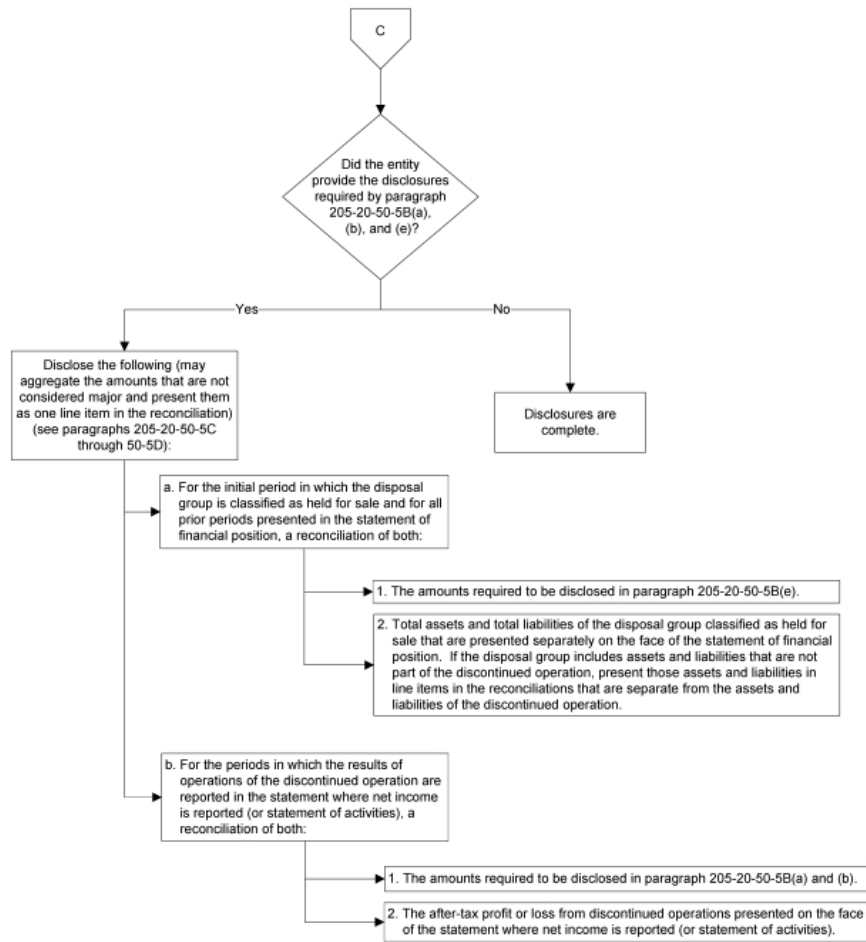 C
Did the entity
provide the disclosures
required by paragraph
205-20-50-5B(a),
(b), and (e)?
Yes
No
Disclose the following (may
aggregate the amounts that are not
considered major and present them
as one line item in the reconciliation)
(see paragraphs 205-20-50-5C
through 50-5D):
Disclosures are
complete.
a. For the initial period in which the disposal
group is classified as held for sale and for all
prior periods presented in the statement of
financial position, a reconciliation of both:
1. The amounts required to be disclosed in paragraph 205-20-50-5B(e).
2. Total assets and total liabilities of the disposal group classified as held for
sale that are presented separately on the face of the statement of financial
position. If the disposal group includes assets and liabilities that are not
part of the discontinued operation, present those assets and liabilities in
line items in the reconciliations that are separate from the assets and
liabilities of the discontinued operation.
b. For the periods in which the results of
operations of the discontinued operation are
reported in the statement where net income
is reported (or statement of activities), a
reconciliation of both:
1. The amounts required to be disclosed in paragraph 205-20-50-5B(a) and (b).
2. The after-tax profit or loss from discontinued operations presented on the face
of the statement where net income is reported (or statement of activities).